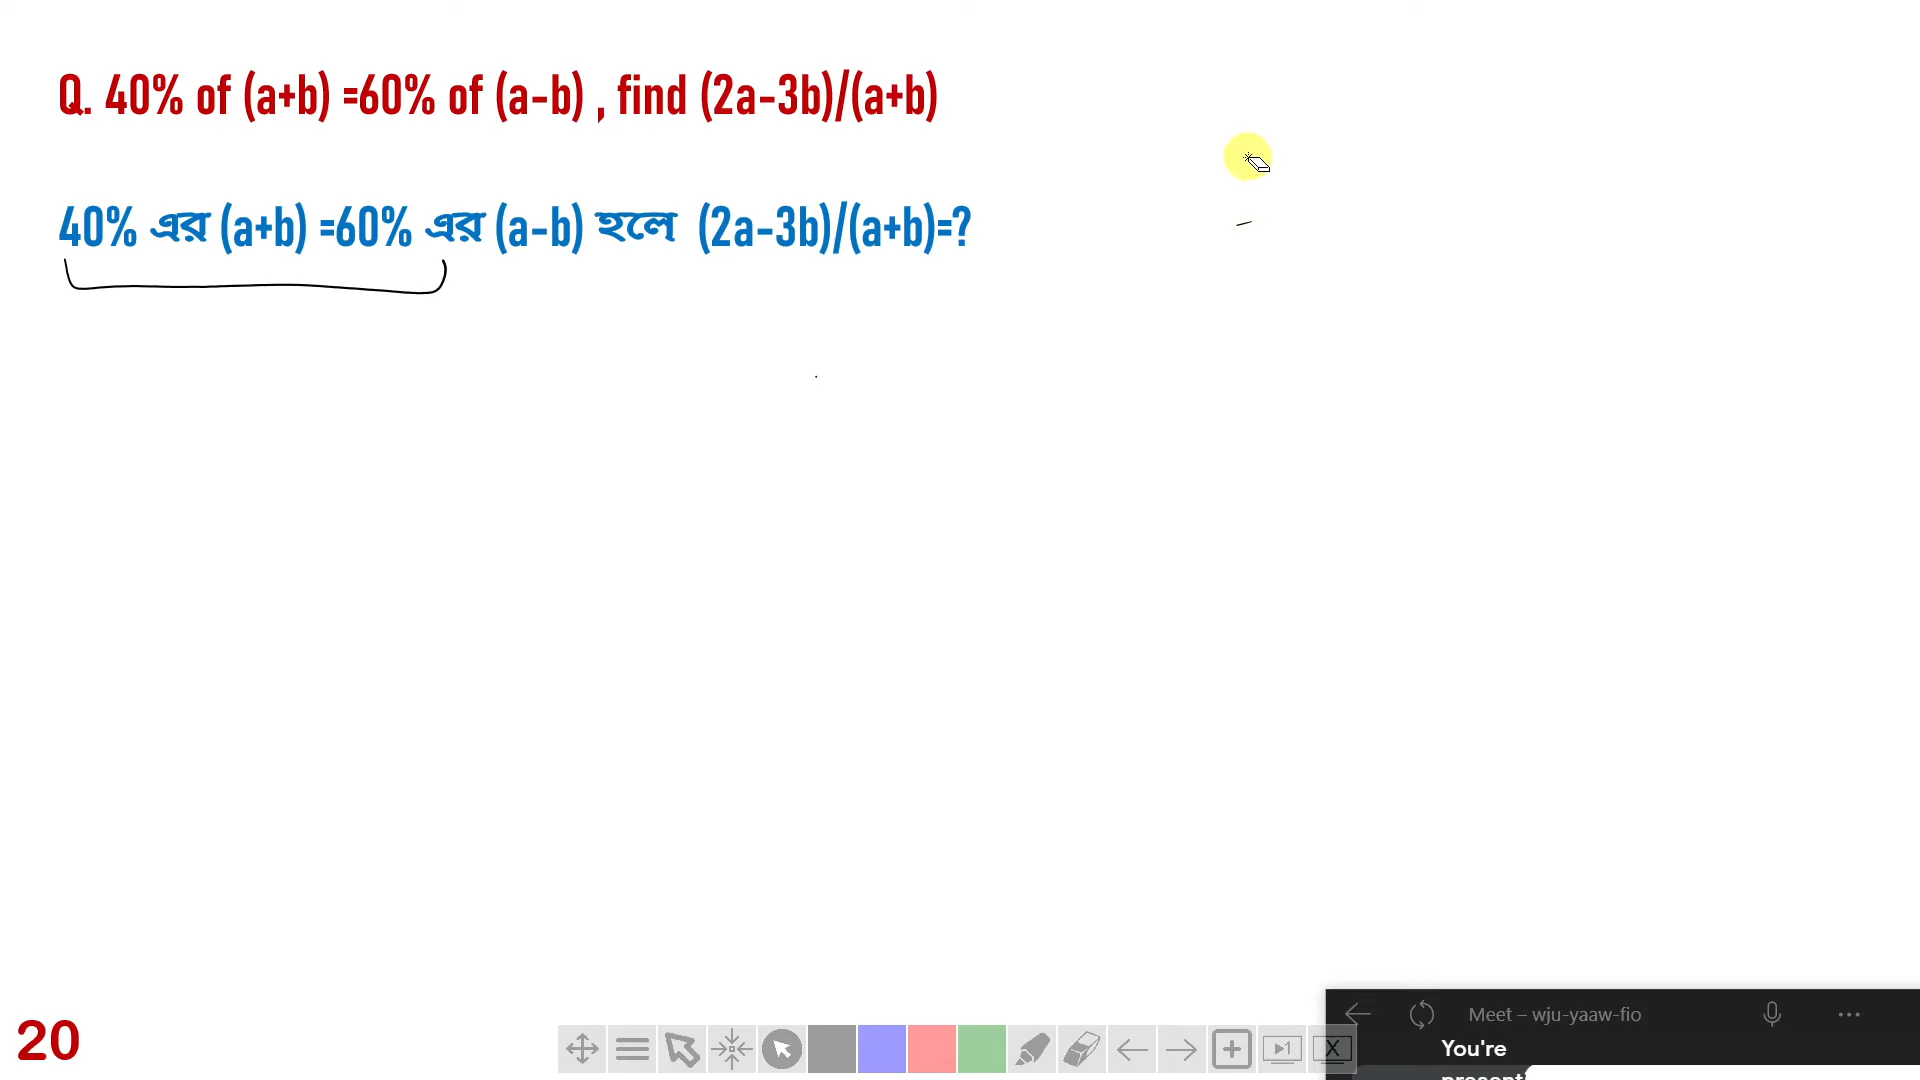 Q. 40% of (a+b) =60% of (a-b) , find (2a-3b)/(a+b)
40% এর (a+b) =60% এর (a-b) হলে (2a-3b)/(a+b)=?
20
1
X
Meet – wju-yaaw-fio
You're